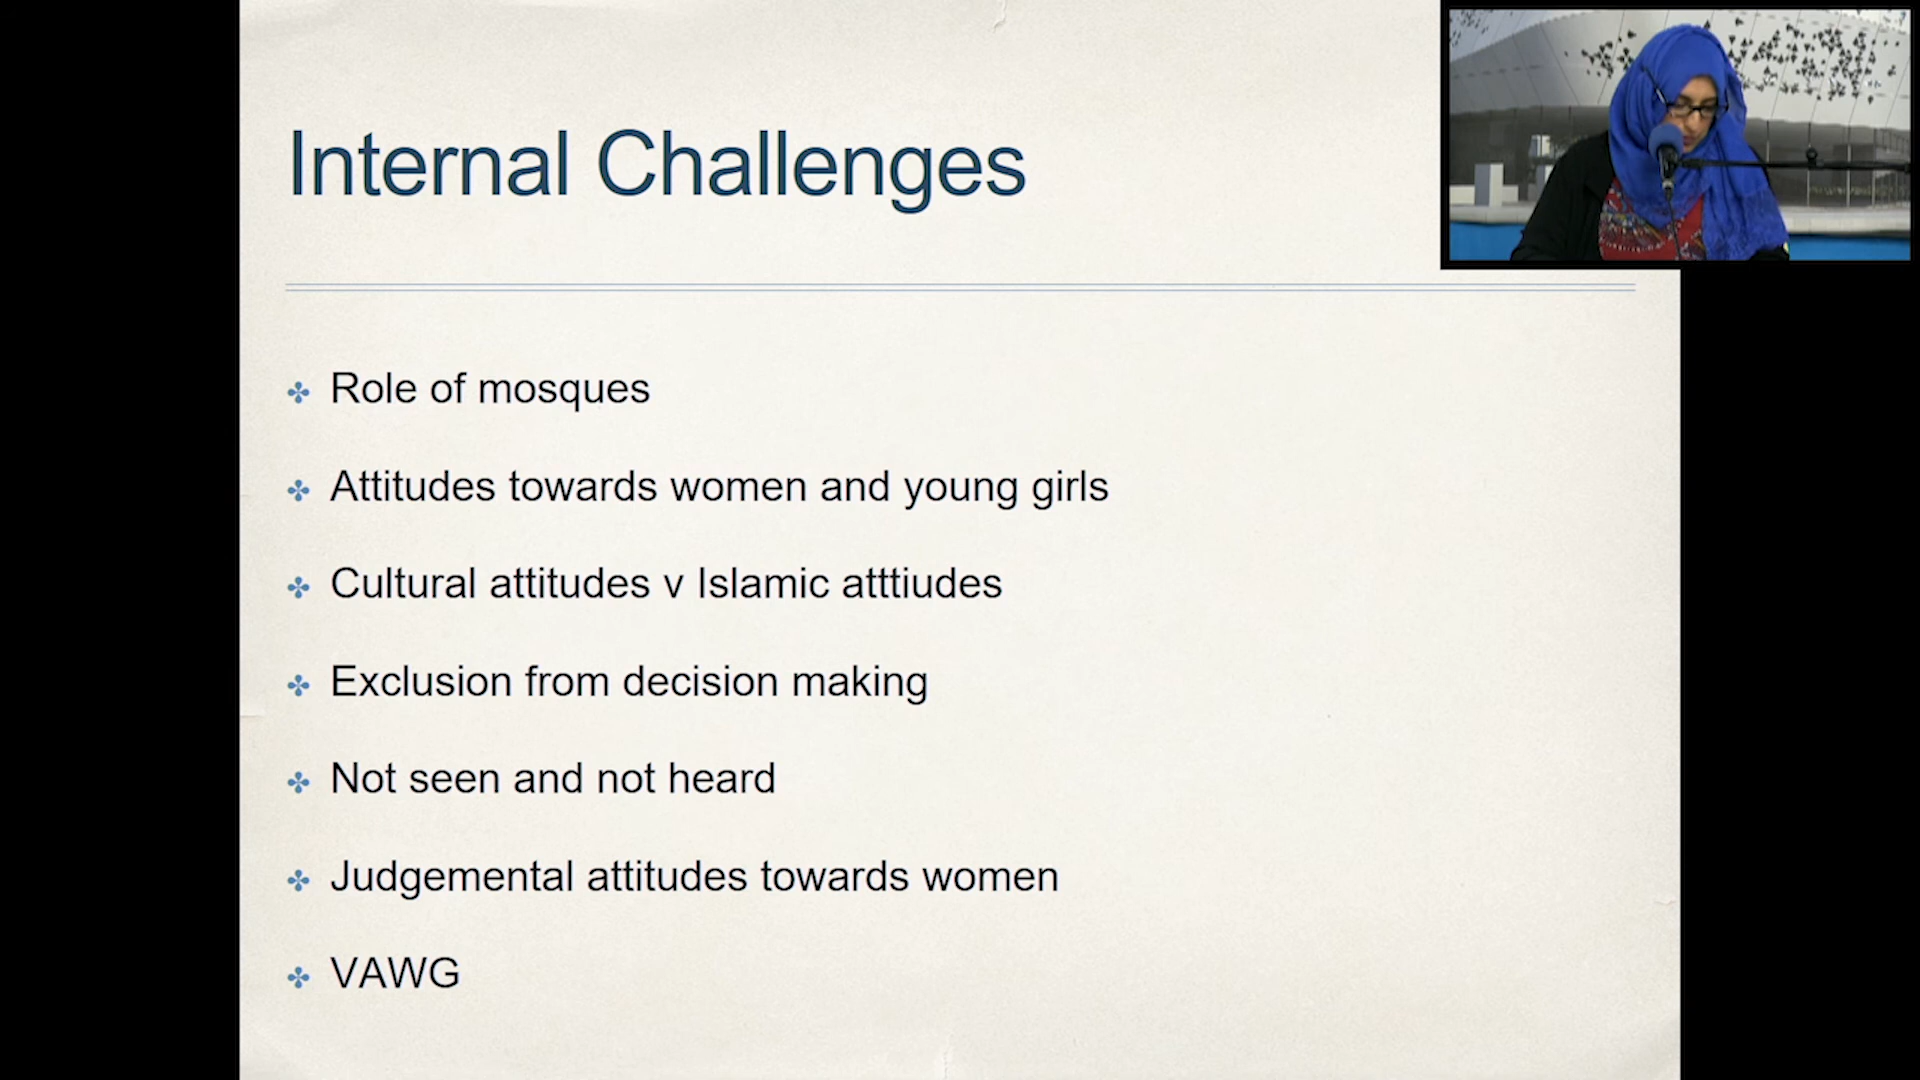 Internal Challenges
Role of mosques
Attitudes towards women and young girls
Cultural attitudes v Islamic atttiudes
Exclusion from decision making
Not seen and not heard
Judgemental attitudes towards women
VAWG